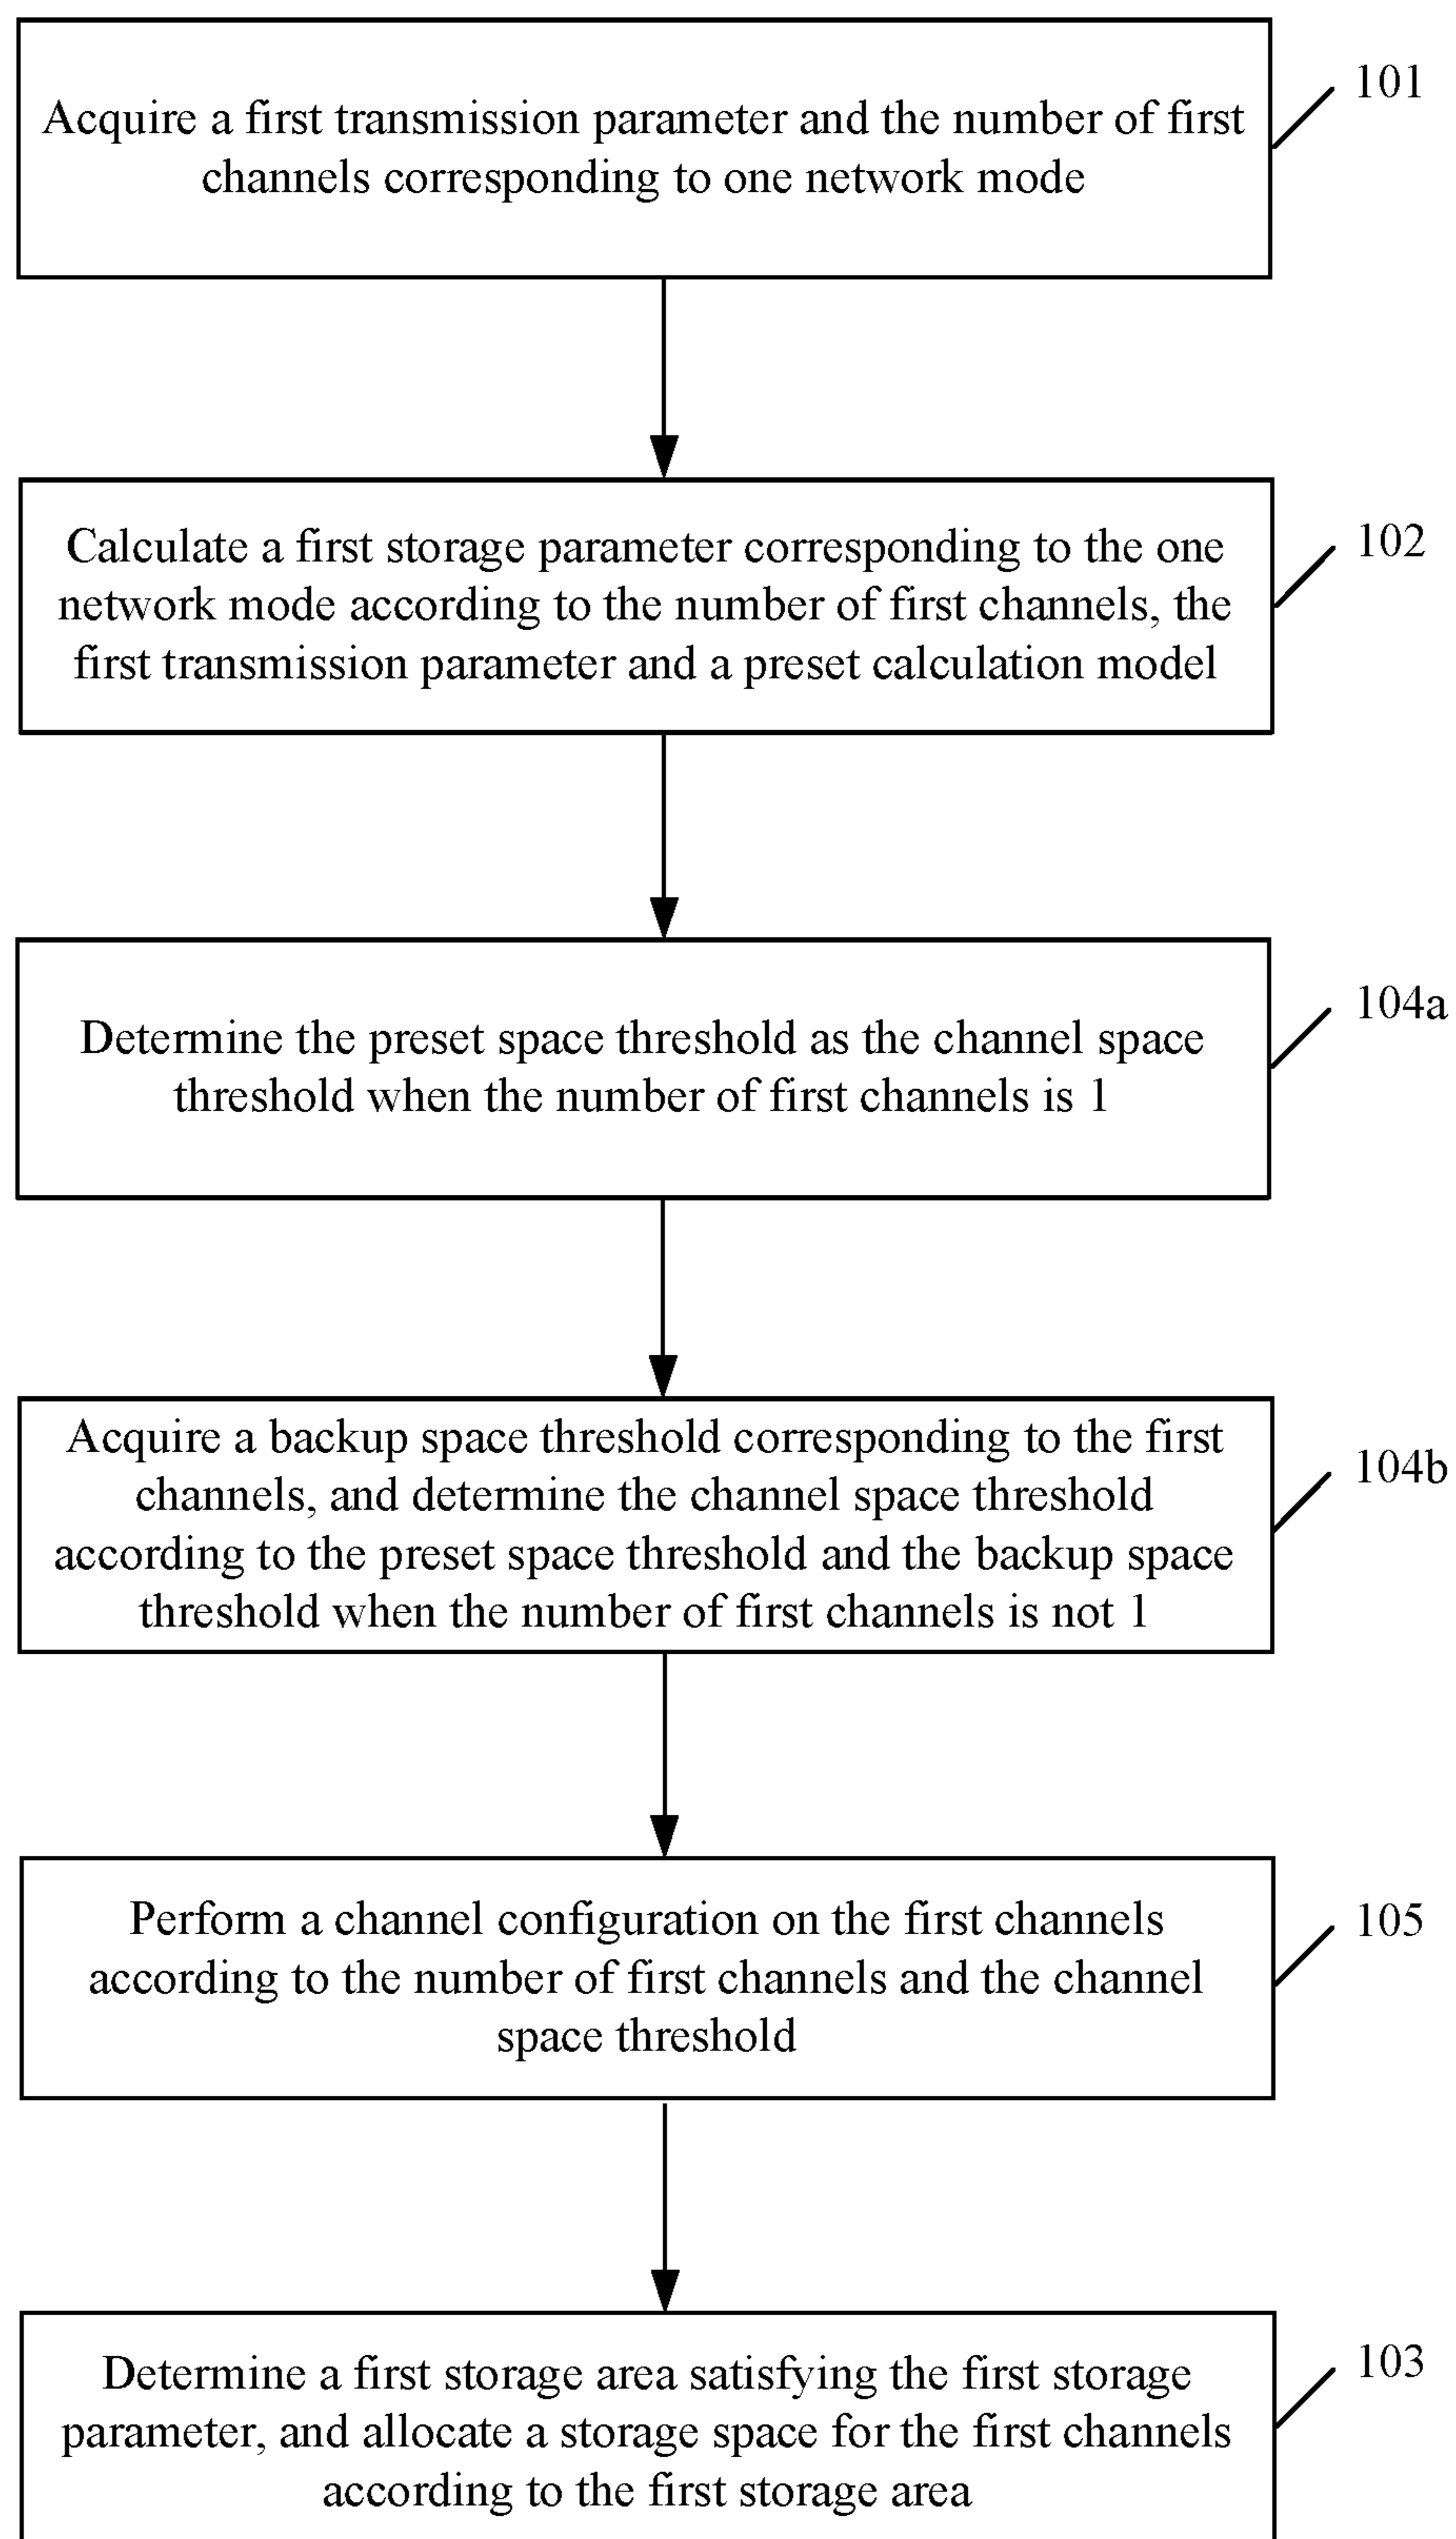 Acquire a first transmission parameter and the number of first
channels corresponding to one network mode
101
Calculate a first storage parameter corresponding to the one
network mode according to the number of first channels, the
first transmission parameter and a preset calculation model
102
Determine the preset space threshold as the channel space
threshold when the number of first channels is 1
104a
Acquire a backup space threshold corresponding to the first
channels, and determine the channel space threshold
according to the preset space threshold and the backup space
threshold when the number of first channels is not 1
104b
Perform a channel configuration on the first channels
according to the number of first channels and the channel
space threshold
105
Determine a first storage area satisfying the first storage
parameter, and allocate a storage space for the first channels
according to the first storage area
103